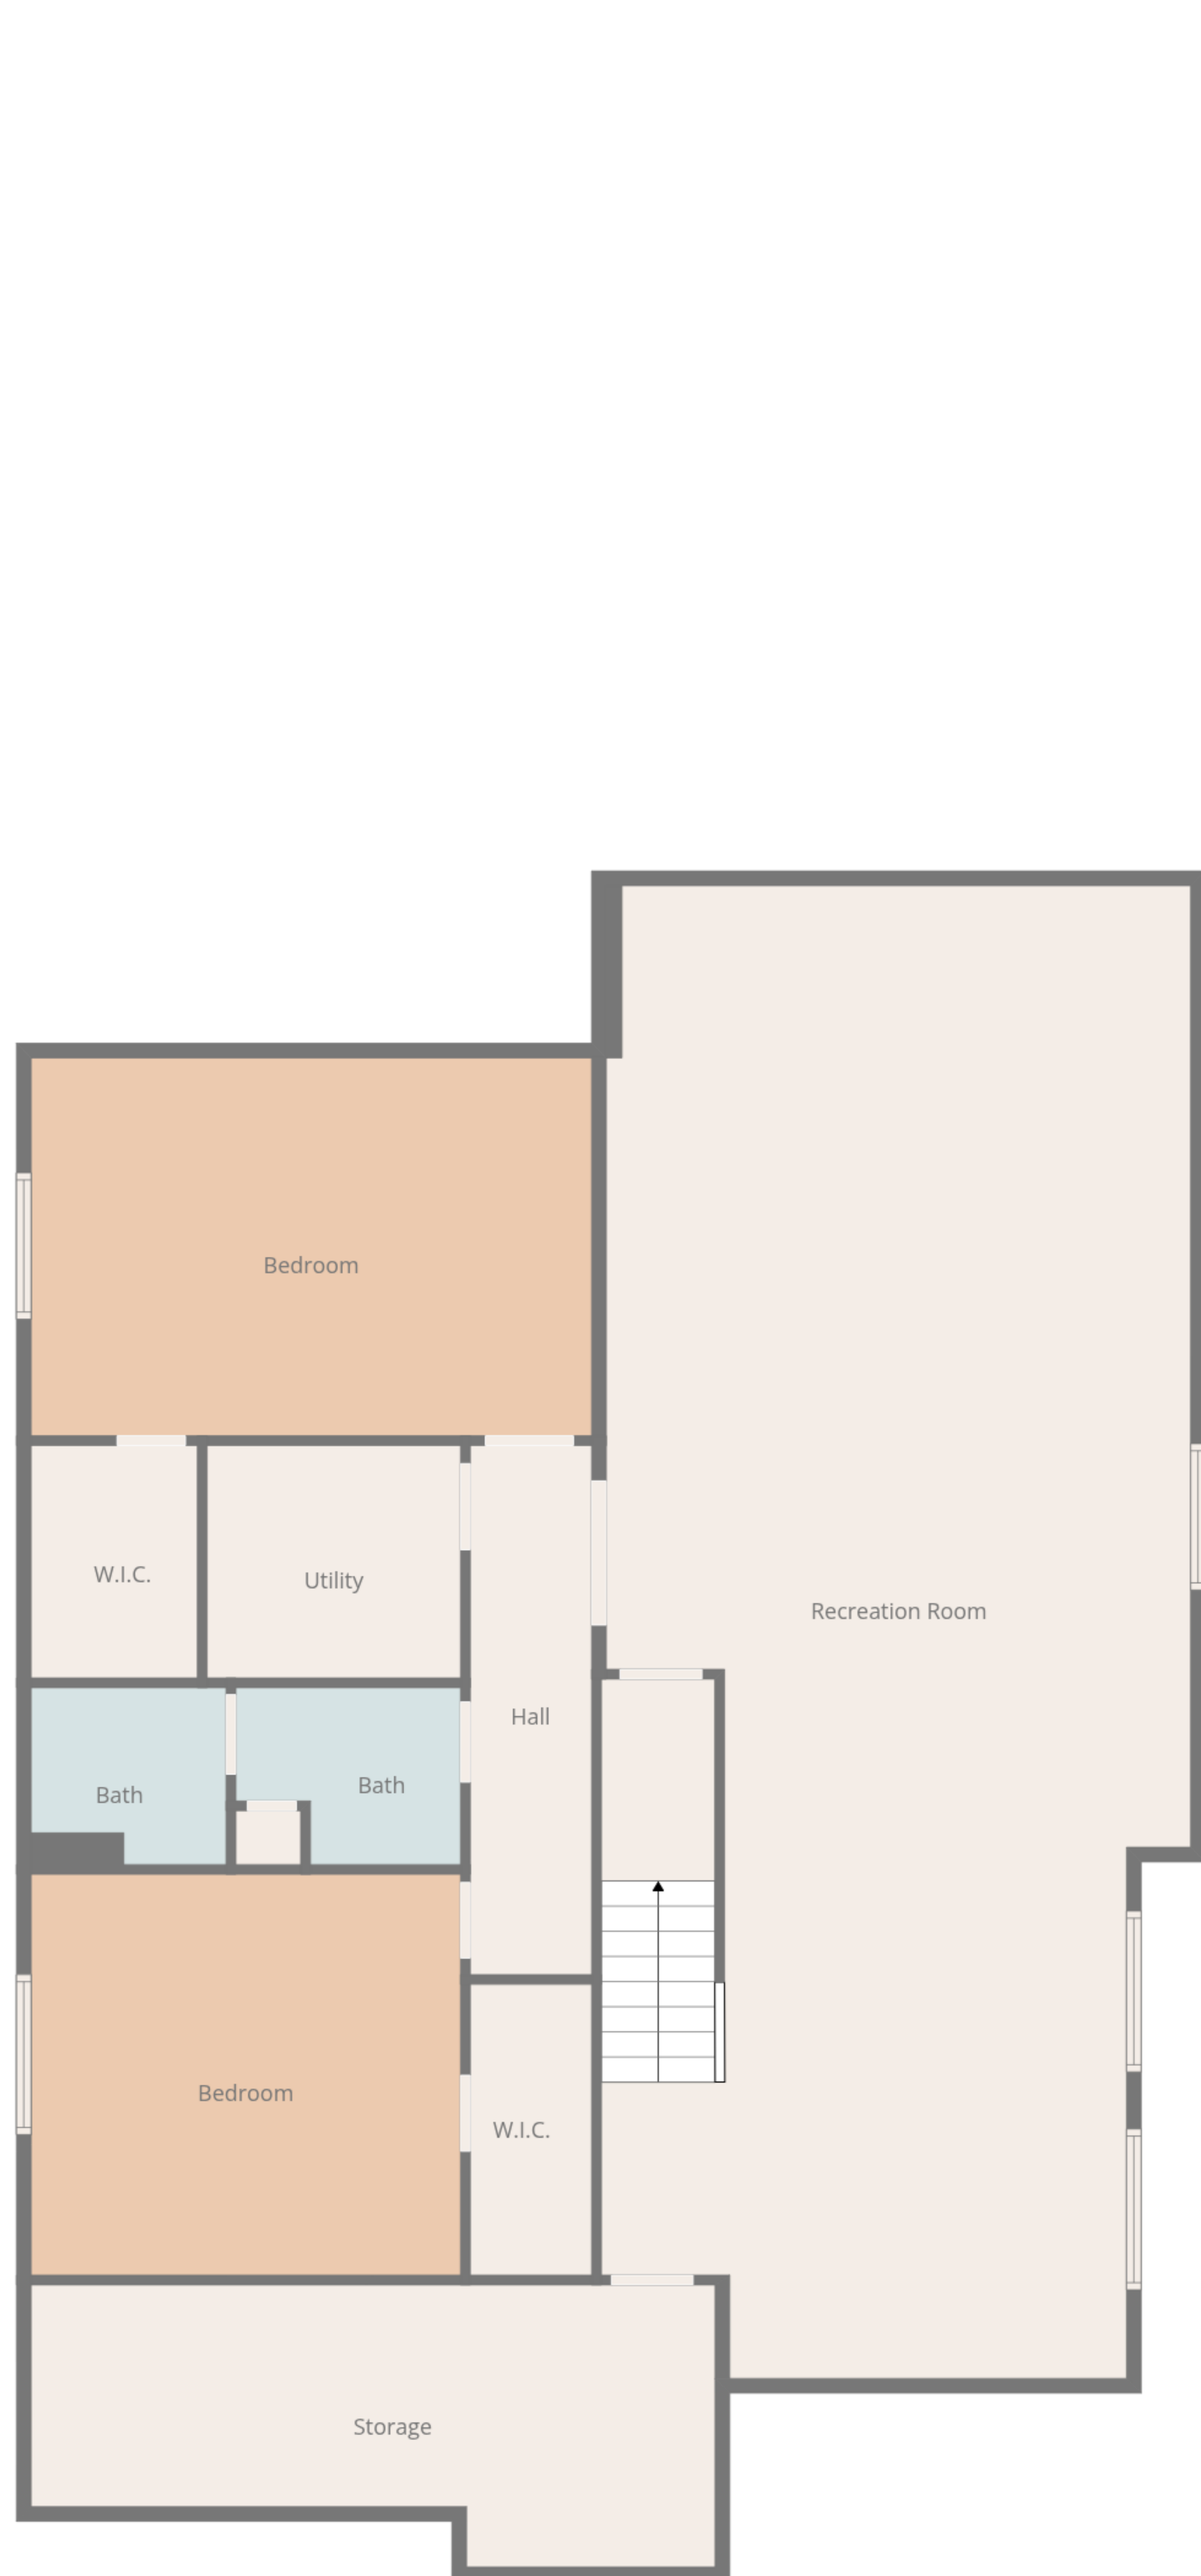 Bedroom
W.I.C.
Utility
Recreation Room
Hall
Bath
Bath
Bedroom
W.I.C.
Storage